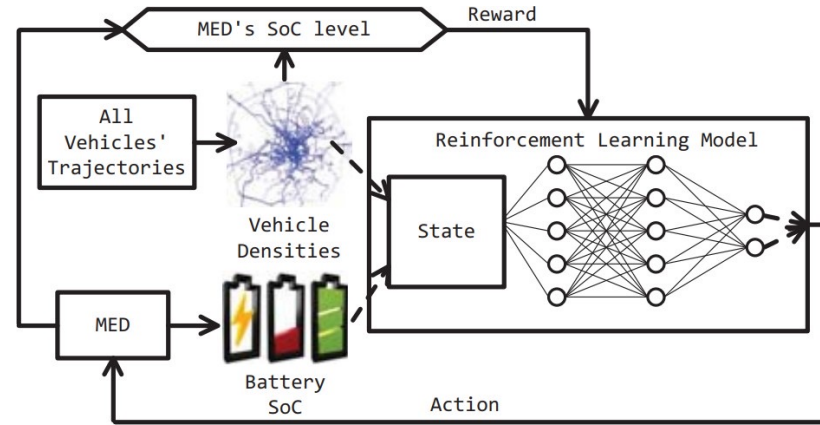 MED's SoC level
Reward
All
Vehicles'
Trajectories
Reinforcement Learning Model
Vehicle
Densities
State
MED
Battery
SoC
Action